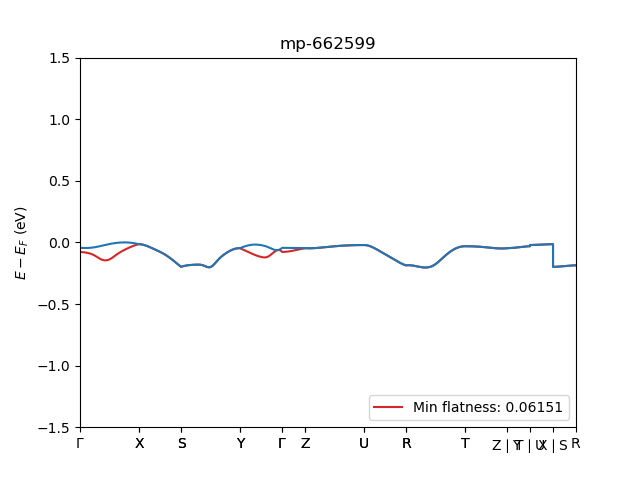 mp-662599
1.5
1.0
0.5
0.0
−0.5
−1.0
−1.5
E − E_F (eV)
Min flatness: 0.06151
Γ X S Y Γ Z U R T Z | Y T | U X | S R